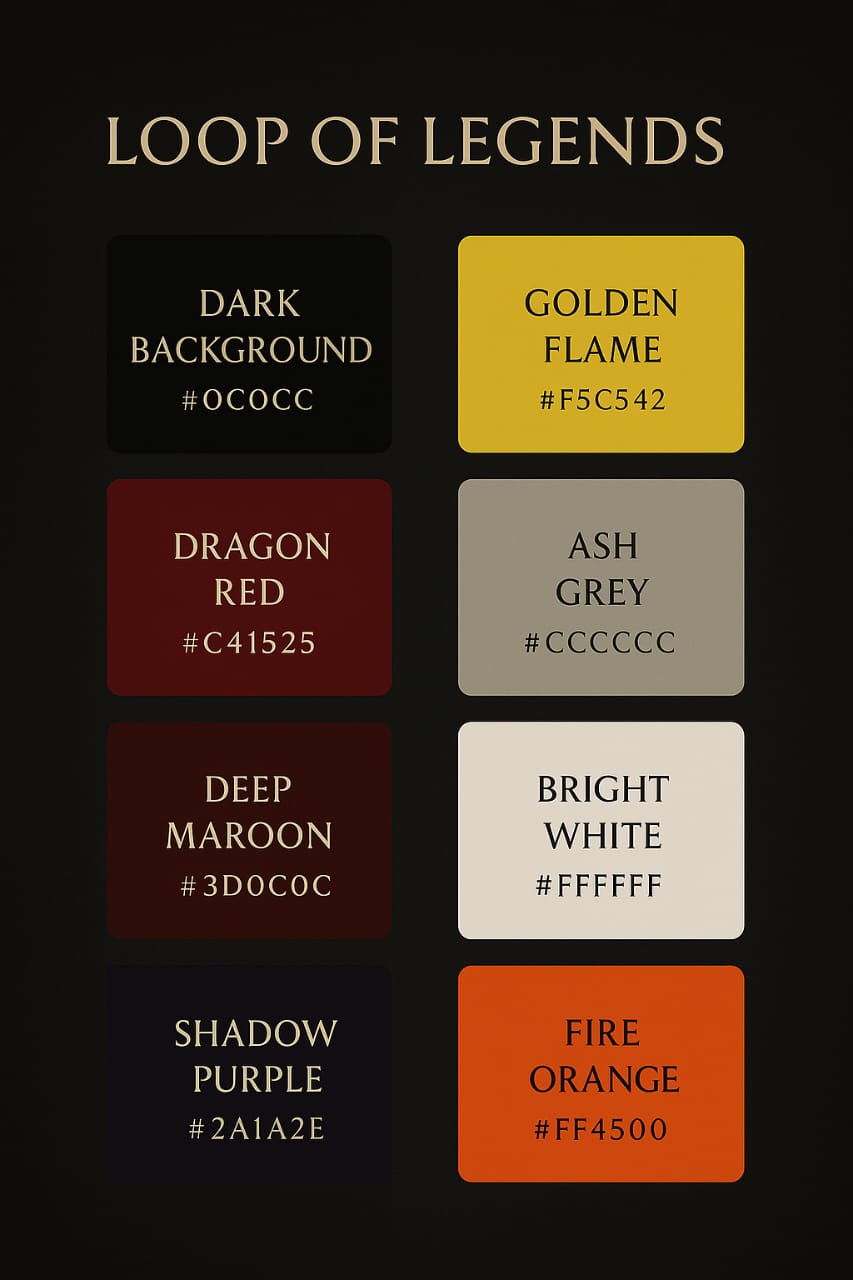 LOOP OF LEGENDS
DARK
BACKGROUND
#0C0CC
GOLDEN
FLAME
#F5C542
DRAGON
RED
#C41525
ASH
GREY
#CCCCCC
DEEP
MAROON
#3D0C0C
BRIGHT
WHITE
#FFFFFF
SHADOW
PURPLE
#2A1A2E
FIRE
ORANGE
#FF4500